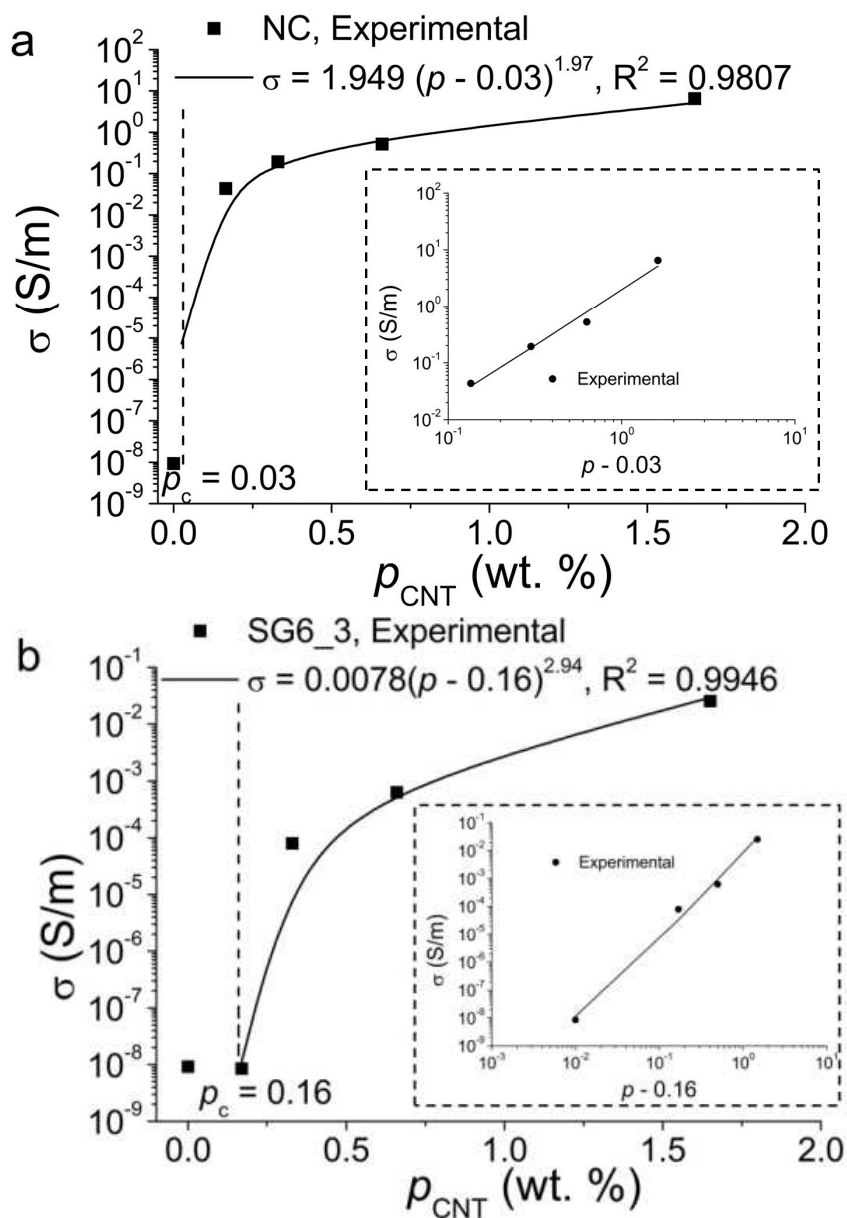 a
NC, Experimental
σ = 1.949 (p - 0.03)^1.97, R^2 = 0.9807
10^2
10^1
10^0
10^-1
10^-2
10^-3
10^-4
10^-5
10^-6
10^-7
10^-8
10^-9
σ (S/m)
p_c = 0.03
0.0 0.5 1.0 1.5 2.0
p_CNT (wt. %)
10^2
10^1
10^0
10^-1
10^-2
σ (S/m)
Experimental
10^-1 10^0 10^1
p - 0.03
b
SG6_3, Experimental
σ = 0.0078(p - 0.16)^2.94, R^2 = 0.9946
10^-1
10^-2
10^-3
10^-4
10^-5
10^-6
10^-7
10^-8
10^-9
σ (S/m)
p_c = 0.16
0.0 0.5 1.0 1.5 2.0
p_CNT (wt. %)
10^-1
10^-2
10^-3
10^-4
10^-5
10^-6
10^-7
10^-8
10^-9
σ (S/m)
Experimental
10^-3 10^-2 10^-1 10^0 10^1
p - 0.16